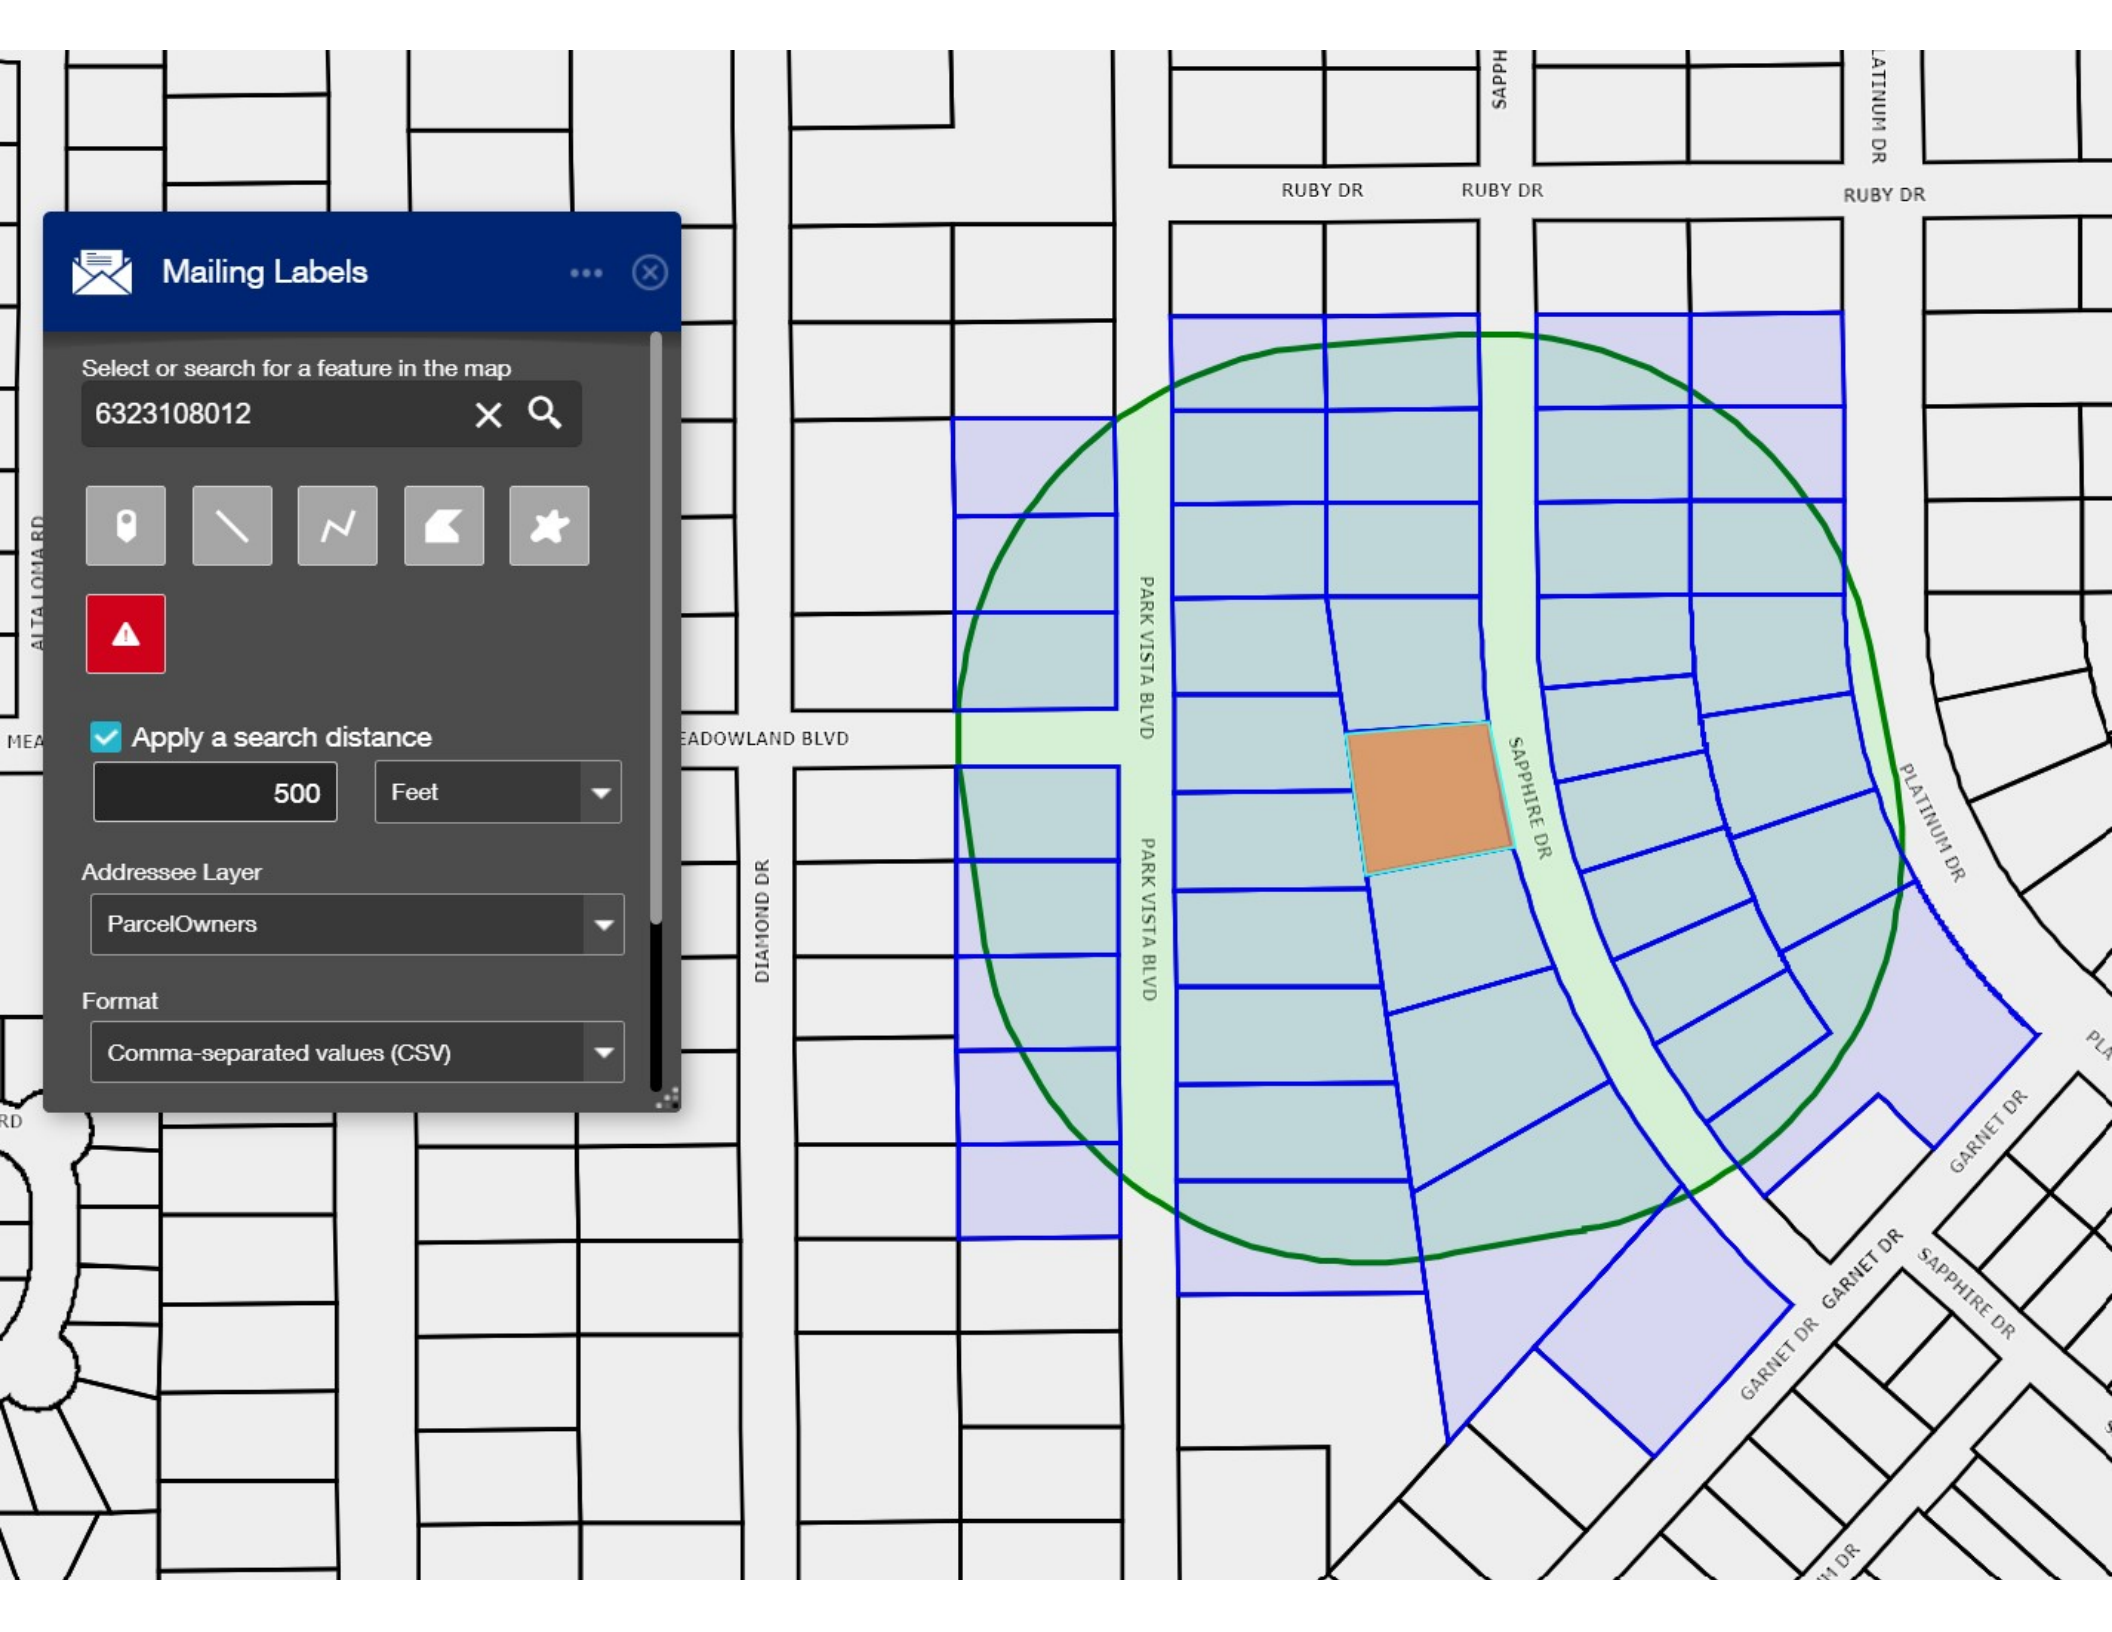 SAPPH
LATINUM DR
RUBY DR
RUBY DR
RUBY DR
Mailing Labels
Select or search for a feature in the map
6323108012
ALTA LOMA RD
PARK VISTA BLVD
MEA
Apply a search distance
EADOWLAND BLVD
500
Feet
SAPPHIRE DR
PLATINUM DR
DIAMOND DR
PARK VISTA BLVD
Addressee Layer
ParcelOwners
Format
Comma-separated values (CSV)
PLA
RD
GARNET DR
GARNET DR
SAPPHIRE DR
GARNET DR
S
M DR